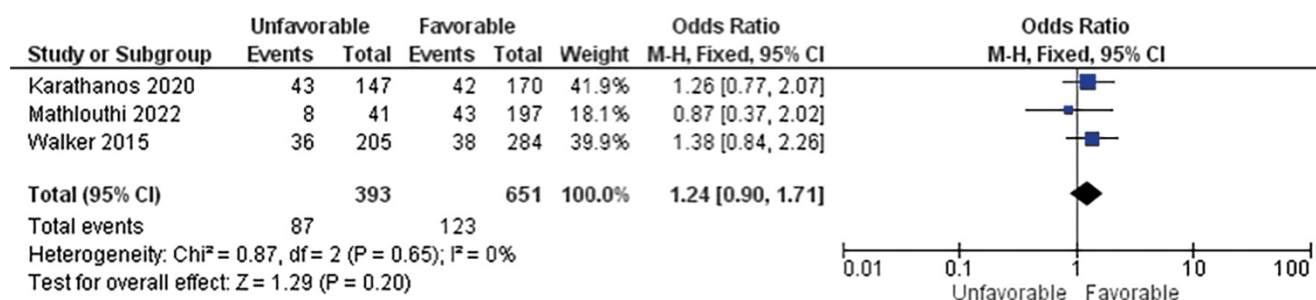 Unfavorable Favorable Odds Ratio Odds Ratio
Study or Subgroup Events Total Events Total Weight M-H, Fixed, 95% CI M-H, Fixed, 95% CI
Karathanos 2020 43 147 42 170 41.9% 1.26 [0.77, 2.07]
Mathlouthi 2022 8 41 43 197 18.1% 0.87 [0.37, 2.02]
Walker 2015 36 205 38 284 39.9% 1.38 [0.84, 2.26]
Total (95% CI) 393 651 100.0% 1.24 [0.90, 1.71]
Total events 87 123
Heterogeneity: Chi² = 0.87, df = 2 (P = 0.65); I² = 0%
Test for overall effect: Z = 1.29 (P = 0.20)
0.01 0.1 1 10 100
Unfavorable Favorable